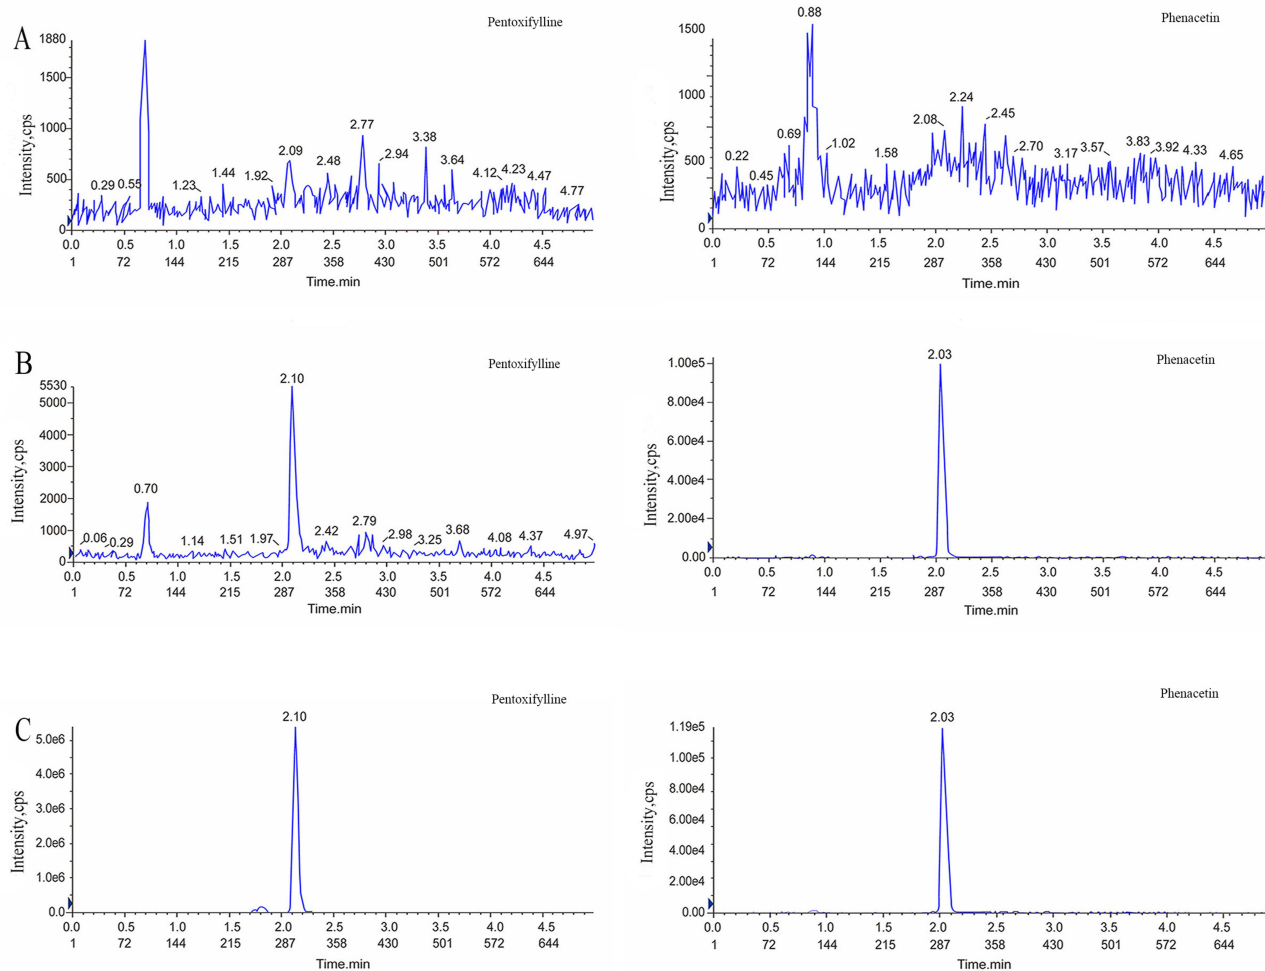 A
Pentoxifylline
Intensity,cps
1880
1500
1000
500
0
0.29 0.55 1.23 1.44 1.92 2.09 2.48 2.77 2.94 3.38 3.64 4.12 4.23 4.47 4.77
0.0 0.5 1.0 1.5 2.0 2.5 3.0 3.5 4.0 4.5
1 72 144 215 287 358 430 501 572 644
Time.min
Phenacetin
Intensity,cps
1500
1000
500
0
0.22 0.45 0.69 0.88 1.02 1.58 2.08 2.24 2.45 2.70 3.17 3.57 3.83 3.92 4.33 4.65
0.0 0.5 1.0 1.5 2.0 2.5 3.0 3.5 4.0 4.5
1 72 144 215 287 358 430 501 572 644
Time.min
B
Pentoxifylline
Intensity,cps
5530
5000
4000
3000
2000
1000
0
0.06 0.29 0.70 1.14 1.51 1.97 2.10 2.42 2.79 2.98 3.25 3.68 4.08 4.37 4.97
0.0 0.5 1.0 1.5 2.0 2.5 3.0 3.5 4.0 4.5
1 72 144 215 287 358 430 501 572 644
Time.min
Phenacetin
Intensity,cps
1.00e5
8.00e4
6.00e4
4.00e4
2.00e4
0.00
2.03
0.0 0.5 1.0 1.5 2.0 2.5 3.0 3.5 4.0 4.5
1 72 144 215 287 358 430 501 572 644
Time.min
C
Pentoxifylline
Intensity,cps
5.0e6
4.0e6
3.0e6
2.0e6
1.0e6
0.0
2.10
0.0 0.5 1.0 1.5 2.0 2.5 3.0 3.5 4.0 4.5
1 72 144 215 287 358 430 501 572 644
Time.min
Phenacetin
Intensity,cps
1.19e5
1.00e5
8.00e4
6.00e4
4.00e4
2.00e4
0.00
2.03
0.0 0.5 1.0 1.5 2.0 2.5 3.0 3.5 4.0 4.5
1 72 144 215 287 358 430 501 572 644
Time.min